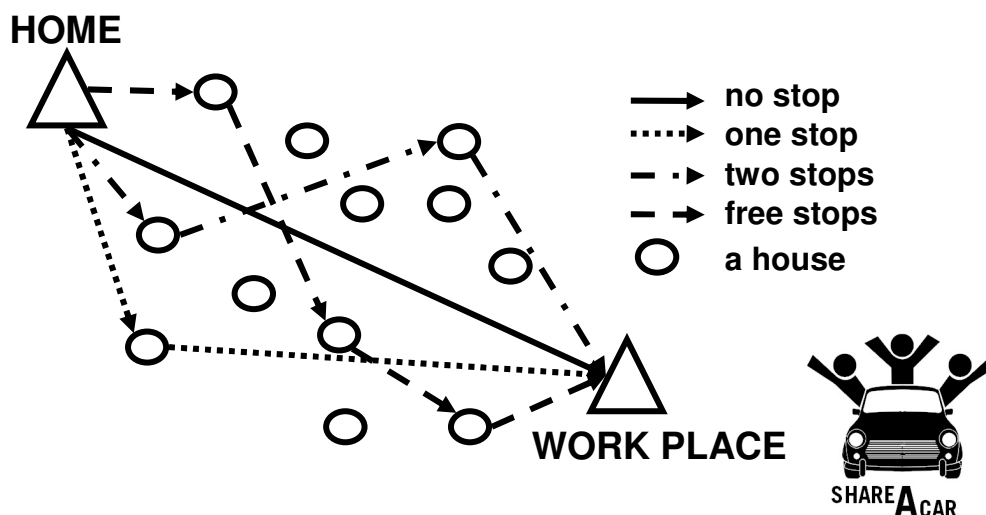 HOME
no stop
one stop
two stops
free stops
a house
WORK PLACE
SHARE A CAR